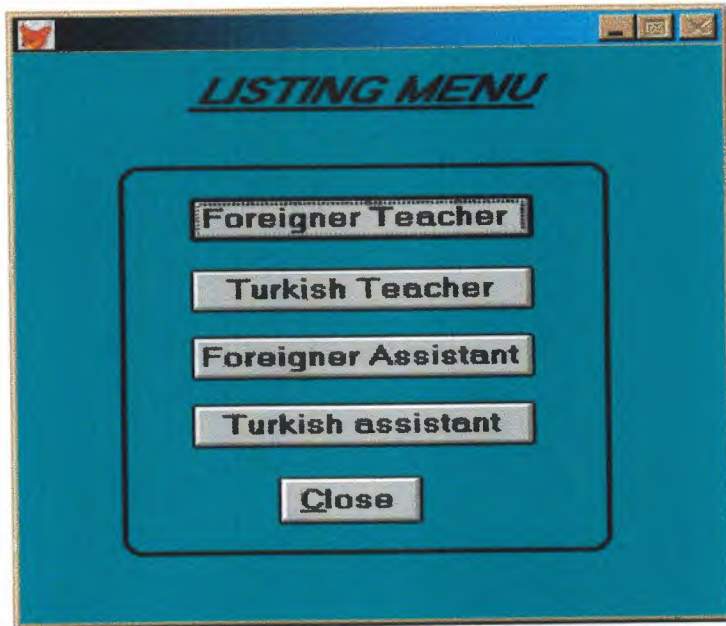 LISTING MENU
Foreigner Teacher
Turkish Teacher
Foreigner Assistant
Turkish assistant
Close